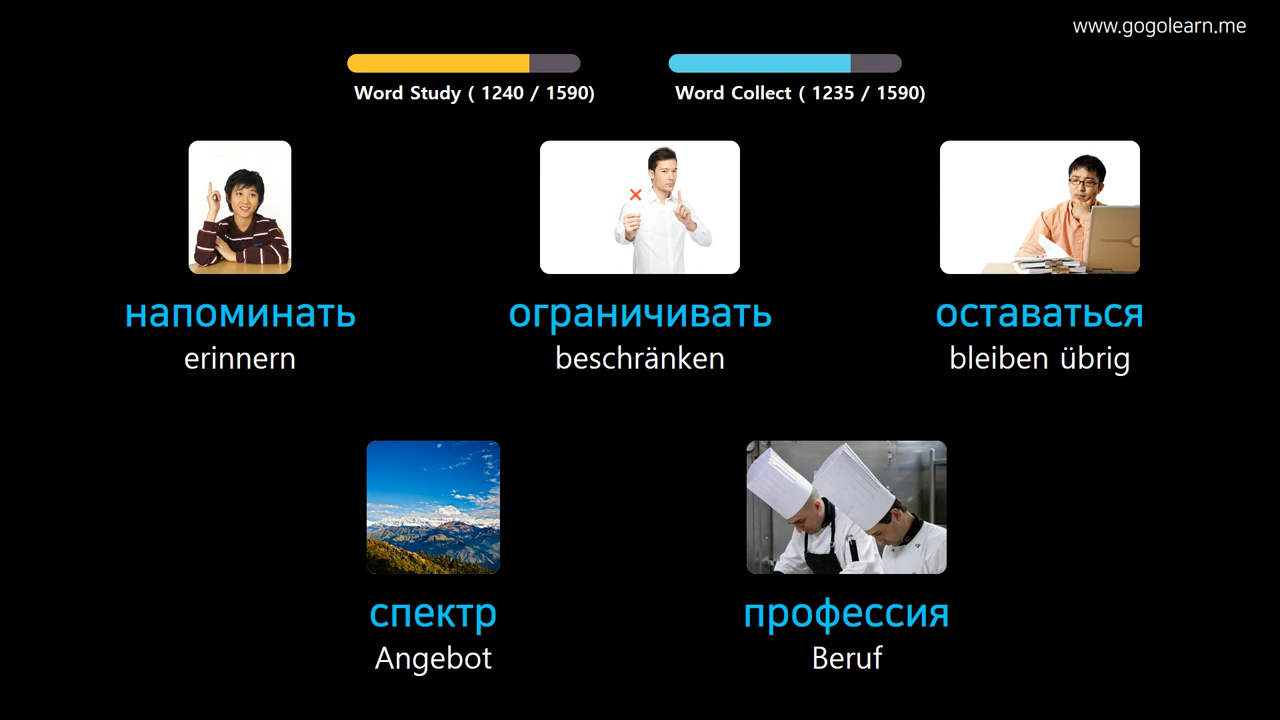 www.gogolearn.me
Word Study ( 1240 / 1590)
Word Collect ( 1235 / 1590)
напоминать
erinnern
ограничивать
beschränken
оставаться
bleiben übrig
спектр
Angebot
профессия
Beruf